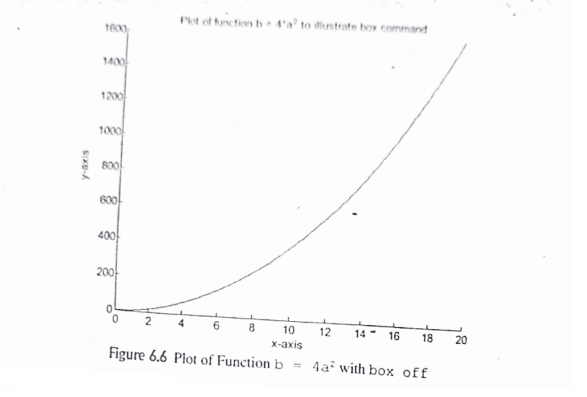 Plot of function b = 4*a² to illustrate box command
1600
1400
1200
1000
800
600
400
200
0
y-axis
0 2 4 6 8 10 12 14 16 18 20
x-axis
Figure 6.6 Plot of Function b = 4a² with box off